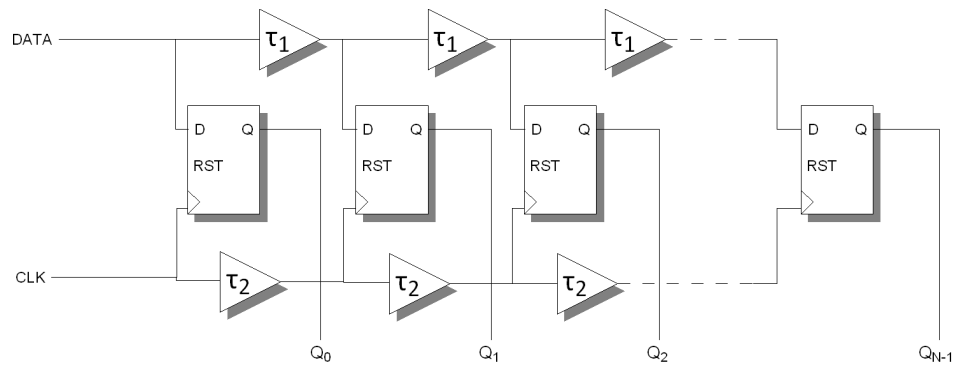 DATA
τ1 τ1 τ1
D Q D Q D Q D Q
RST RST RST RST
CLK
τ2 τ2 τ2
Q0 Q1 Q2 QN-1